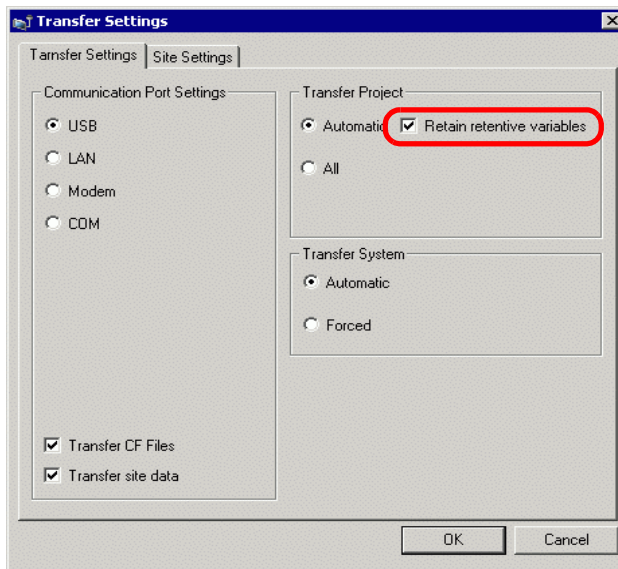 Transfer Settings
Tarnsfer Settings
Site Settings
Communication Port Settings
USB
LAN
Modem
COM
Transfer CF Files
Transfer site data
Transfer Project
Automatic
Retain retentive variables
All
Transfer System
Automatic
Forced
OK
Cancel